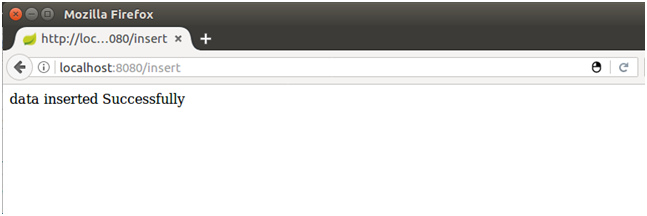 Mozilla Firefox
http://loc...080/insert
localhost:8080/insert
data inserted Successfully